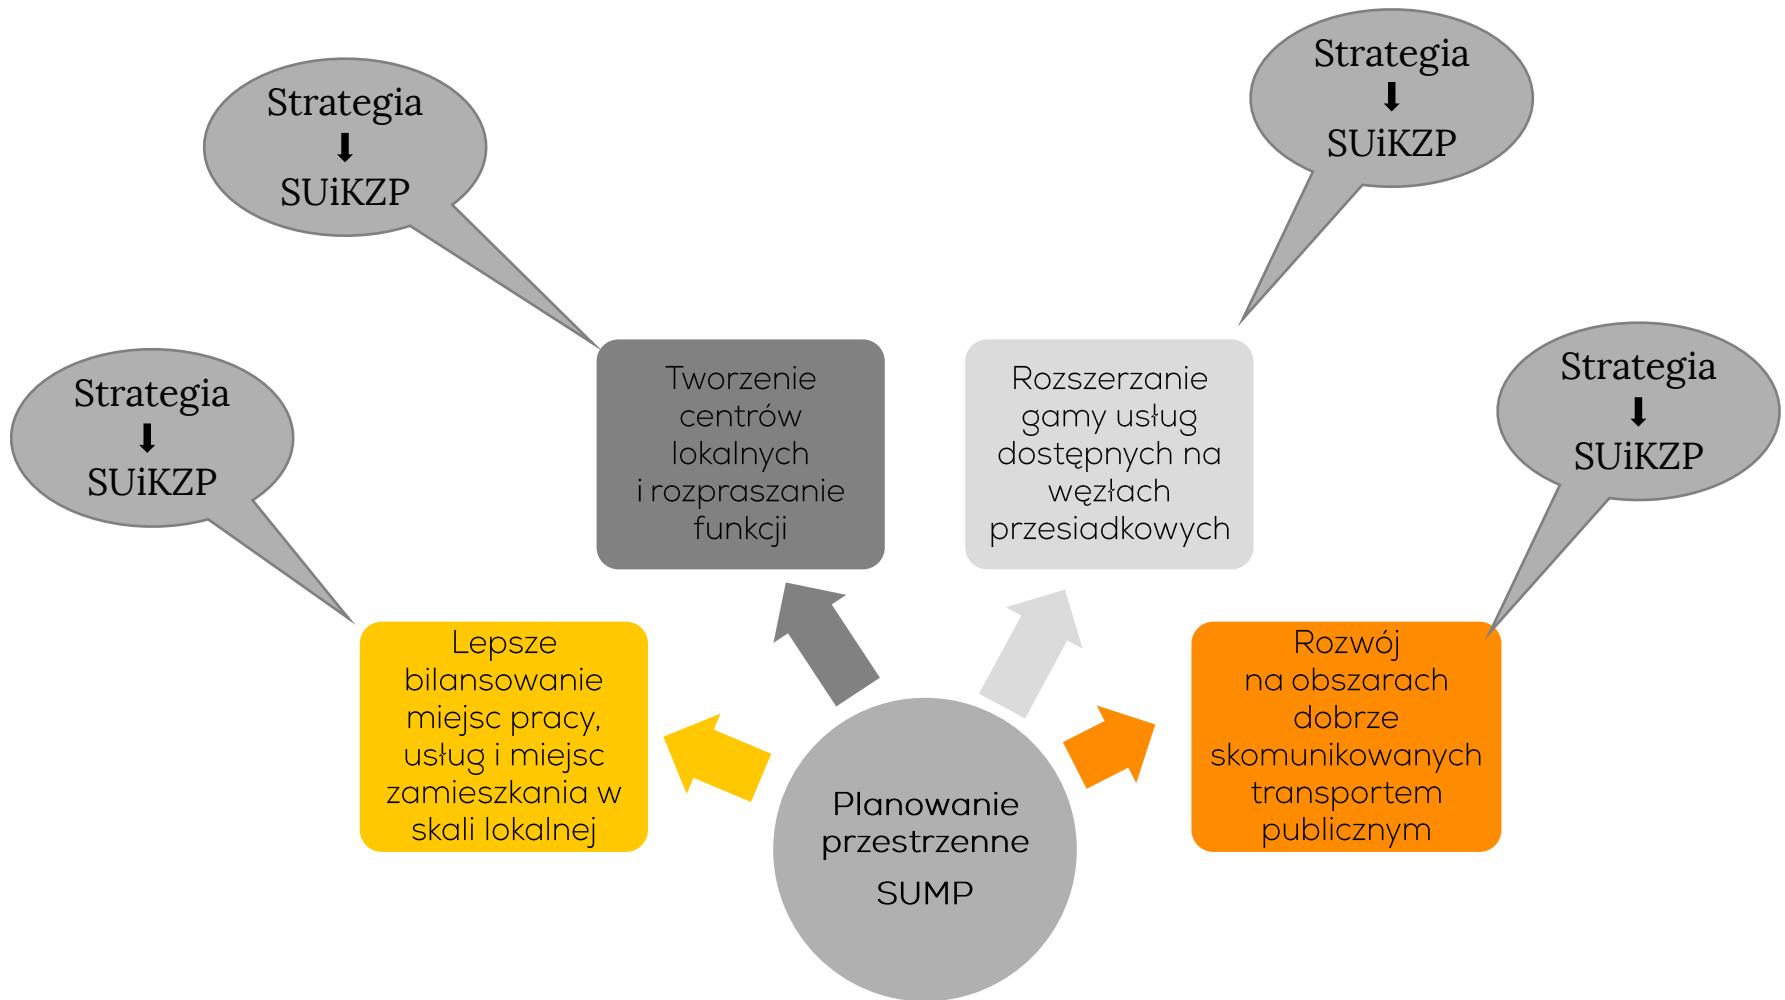 Strategia
SUiKZP
Strategia
SUiKZP
Strategia
SUiKZP
Strategia
SUiKZP
Tworzenie
centrów
lokalnych
i rozpraszanie
funkcji
Rozszerzanie
gamy usług
dostępnych na
węzłach
przesiadkowych
Lepsze
bilansowanie
miejsc pracy,
usług i miejsc
zamieszkania w
skali lokalnej
Rozwój
na obszarach
dobrze
skomunikowanych
transportem
publicznym
Planowanie
przestrzenne
SUMP